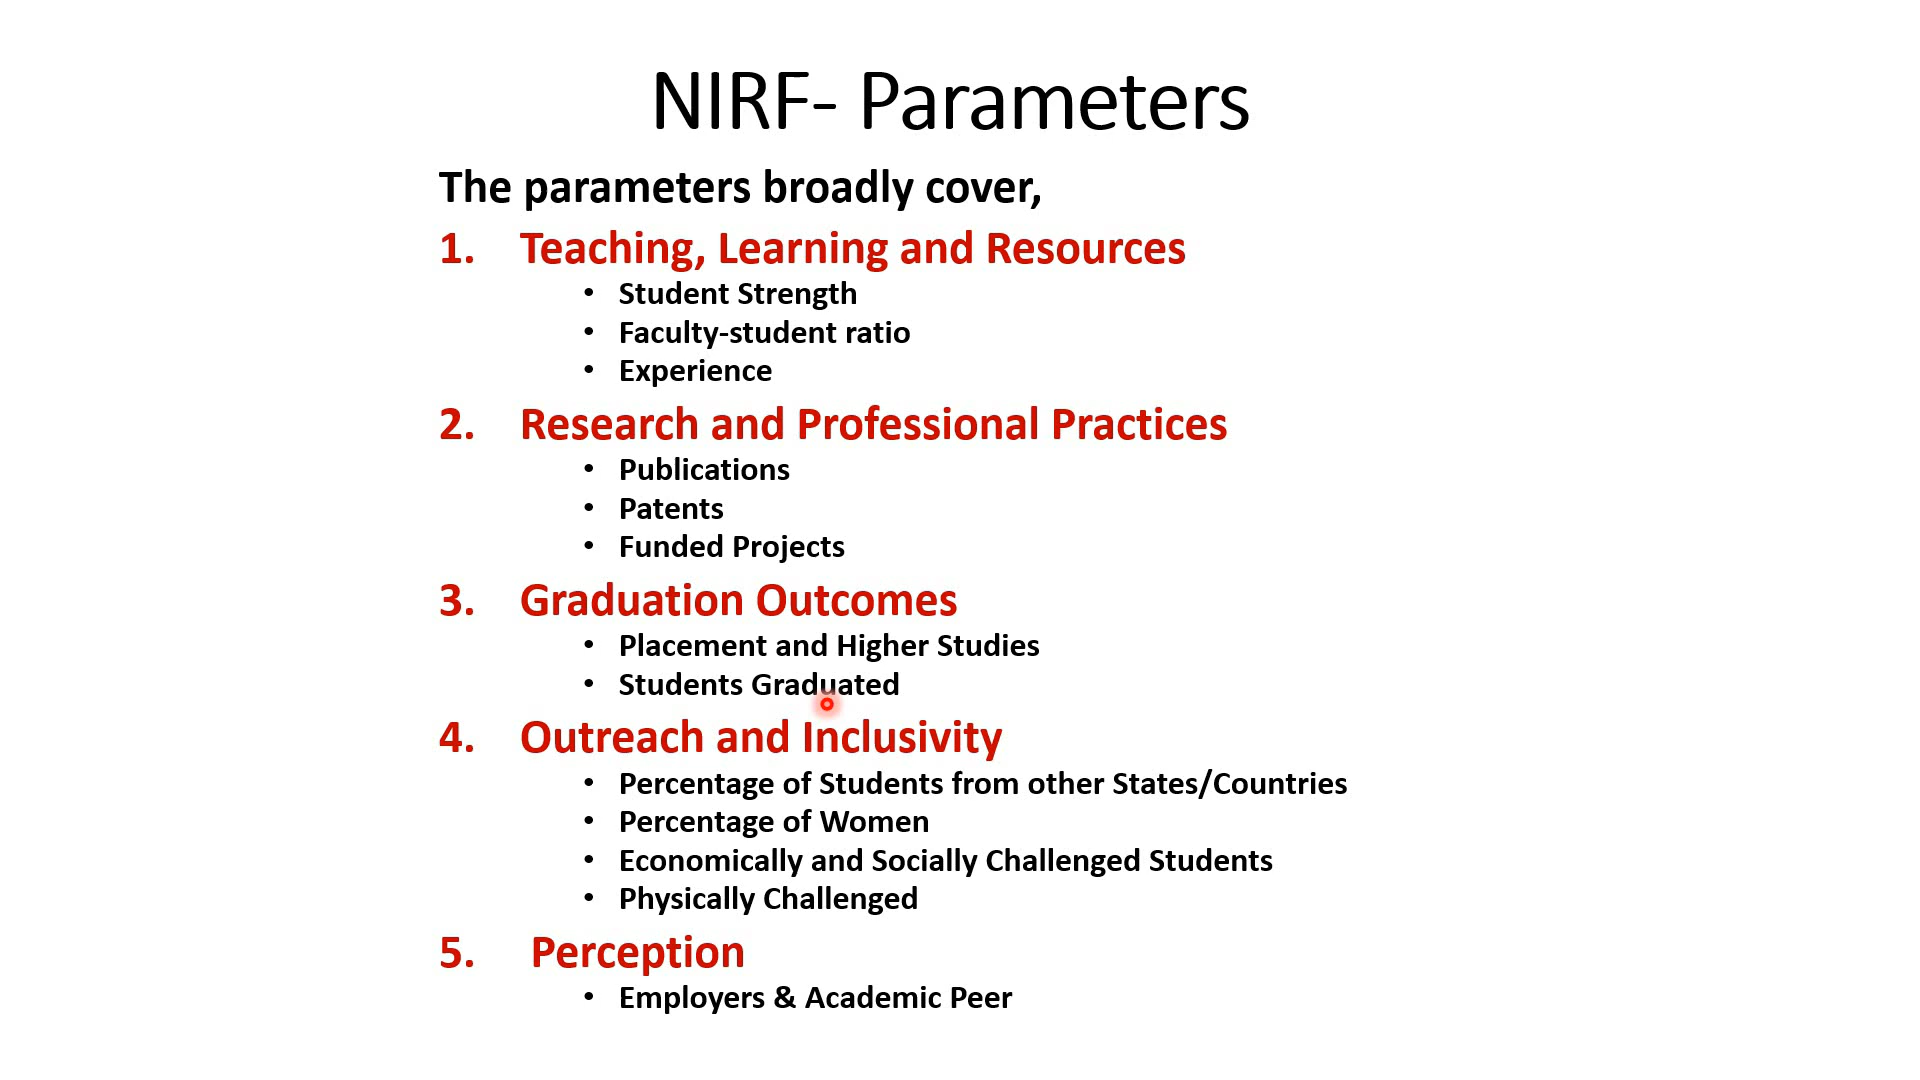 NIRF- Parameters
The parameters broadly cover,
1. Teaching, Learning and Resources
• Student Strength
• Faculty-student ratio
• Experience
2. Research and Professional Practices
• Publications
• Patents
• Funded Projects
3. Graduation Outcomes
• Placement and Higher Studies
• Students Graduated
4. Outreach and Inclusivity
• Percentage of Students from other States/Countries
• Percentage of Women
• Economically and Socially Challenged Students
• Physically Challenged
5. Perception
• Employers & Academic Peer